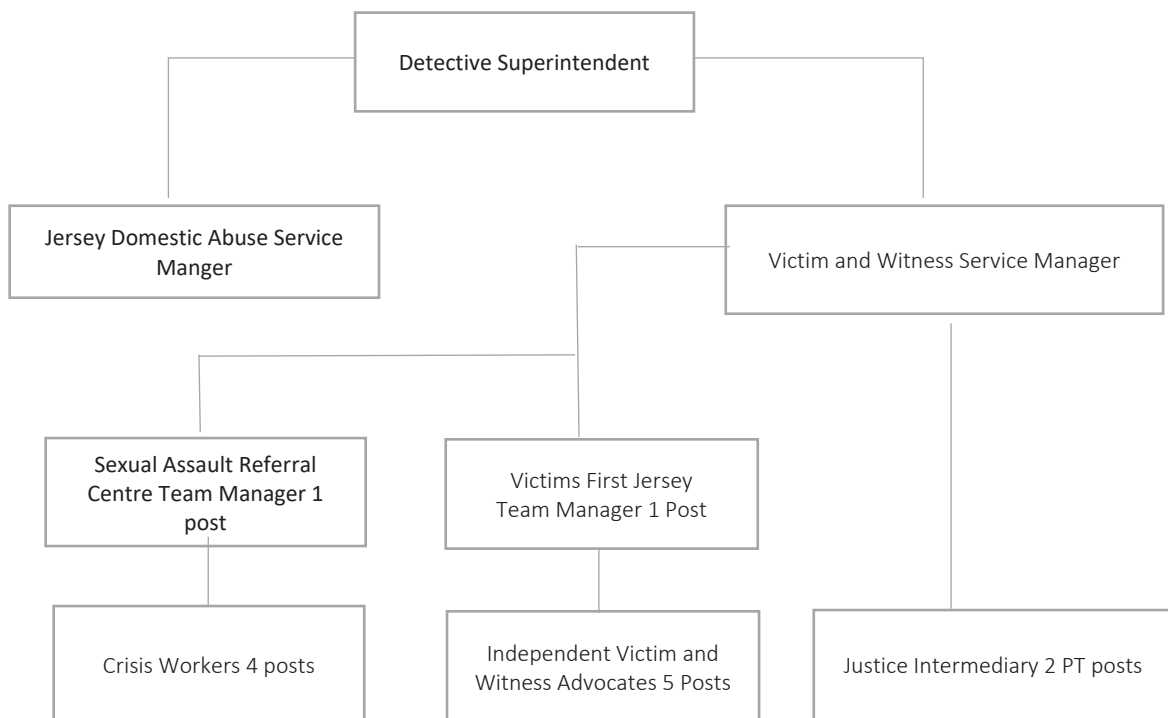 Detective Superintendent
Jersey Domestic Abuse Service
Manger
Victim and Witness Service Manager
Sexual Assault Referral
Centre Team Manager 1
post
Victims First Jersey
Team Manager 1 Post
Crisis Workers 4 posts
Independent Victim and
Witness Advocates 5 Posts
Justice Intermediary 2 PT posts